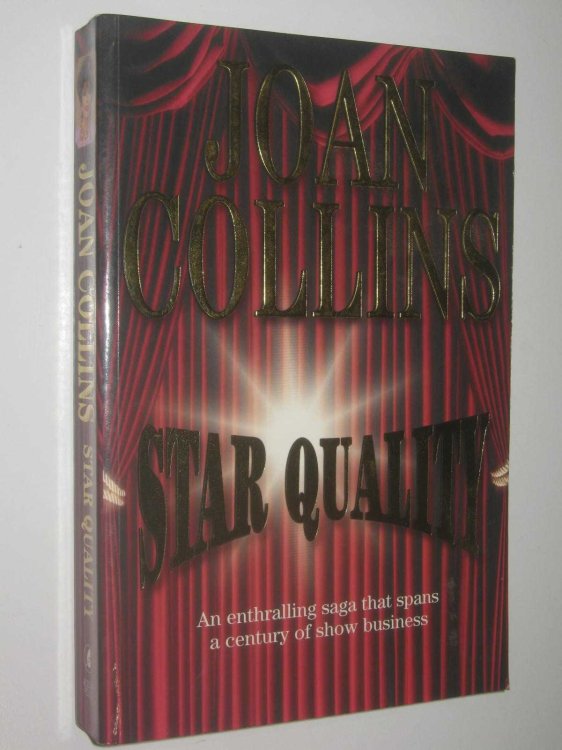 JOAN
COLLINS
STAR QUALITY
An enthralling saga that spans
a century of show business
JOAN COLLINS STAR QUALITY